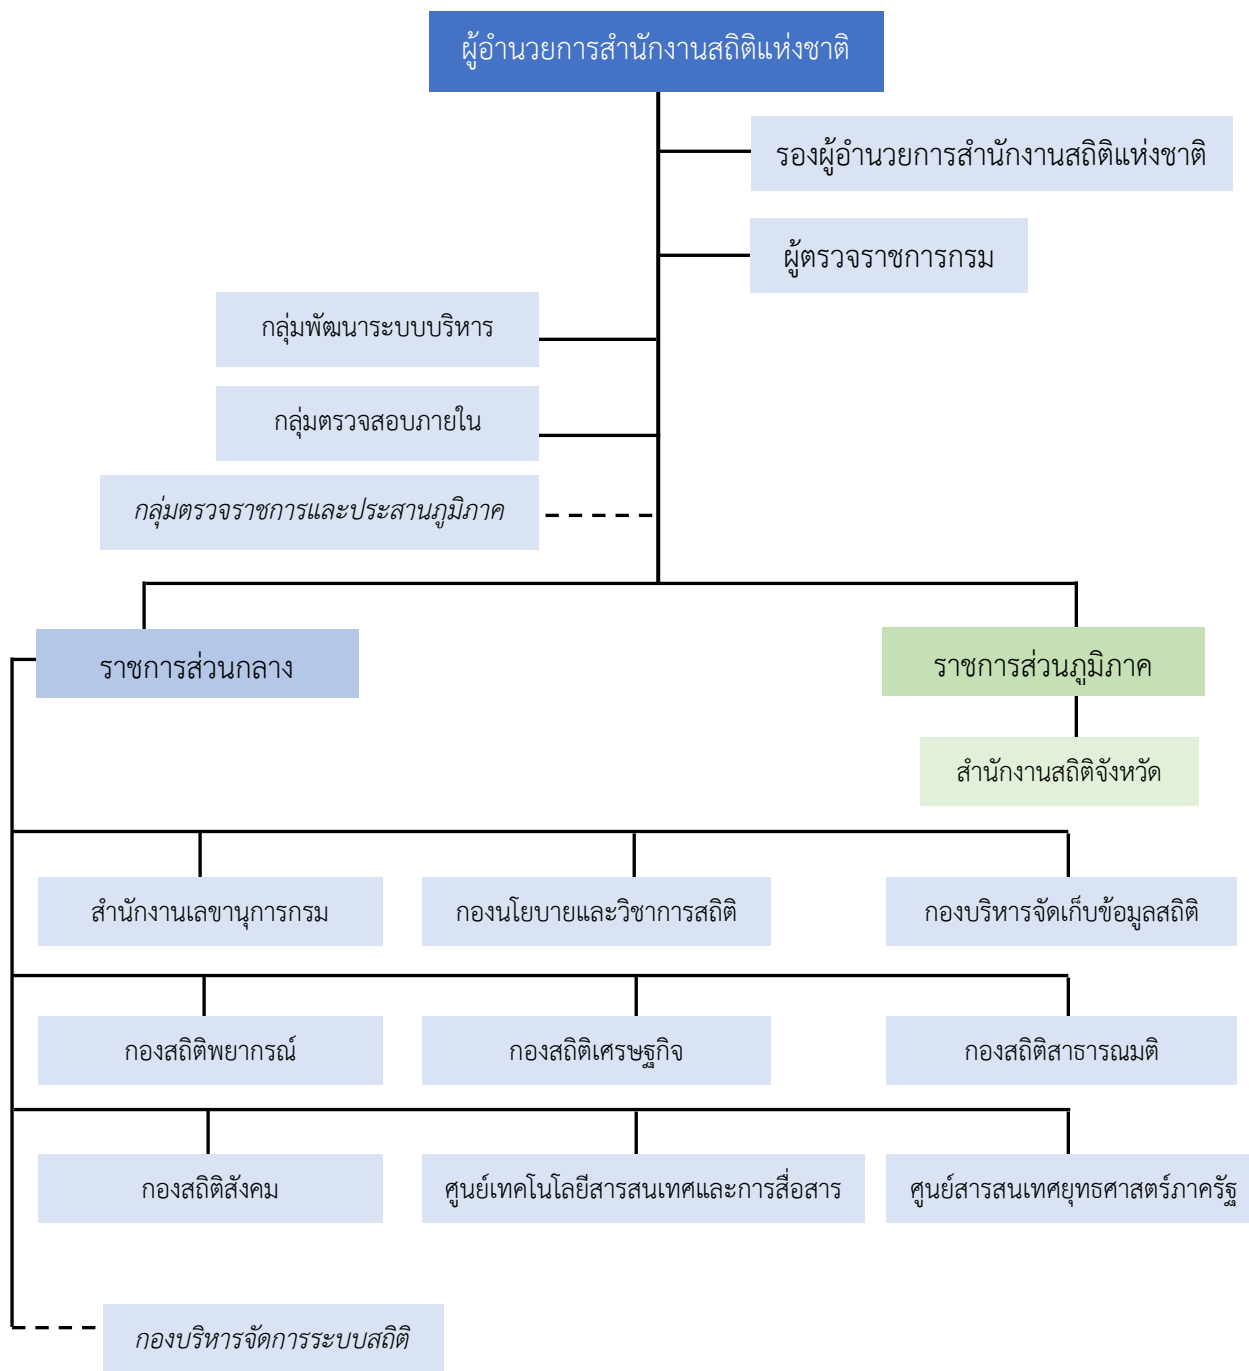 ผู้อำนวยการสำนักงานสถิติแห่งชาติ
รองผู้อำนวยการสำนักงานสถิติแห่งชาติ
ผู้ตรวจราชการกรม
กลุ่มพัฒนาระบบบริหาร
กลุ่มตรวจสอบภายใน
กลุ่มตรวจราชการและประสานภูมิภาค
ราชการส่วนกลาง
ราชการส่วนภูมิภาค
สำนักงานสถิติจังหวัด
สำนักงานเลขานุการกรม
กองนโยบายและวิชาการสถิติ
กองบริหารจัดเก็บข้อมูลสถิติ
กองสถิติพยากรณ์
กองสถิติเศรษฐกิจ
กองสถิติสาธารณมติ
กองสถิติสังคม
ศูนย์เทคโนโลยีสารสนเทศและการสื่อสาร
ศูนย์สารสนเทศยุทธศาสตร์ภาครัฐ
กองบริหารจัดการระบบสถิติ